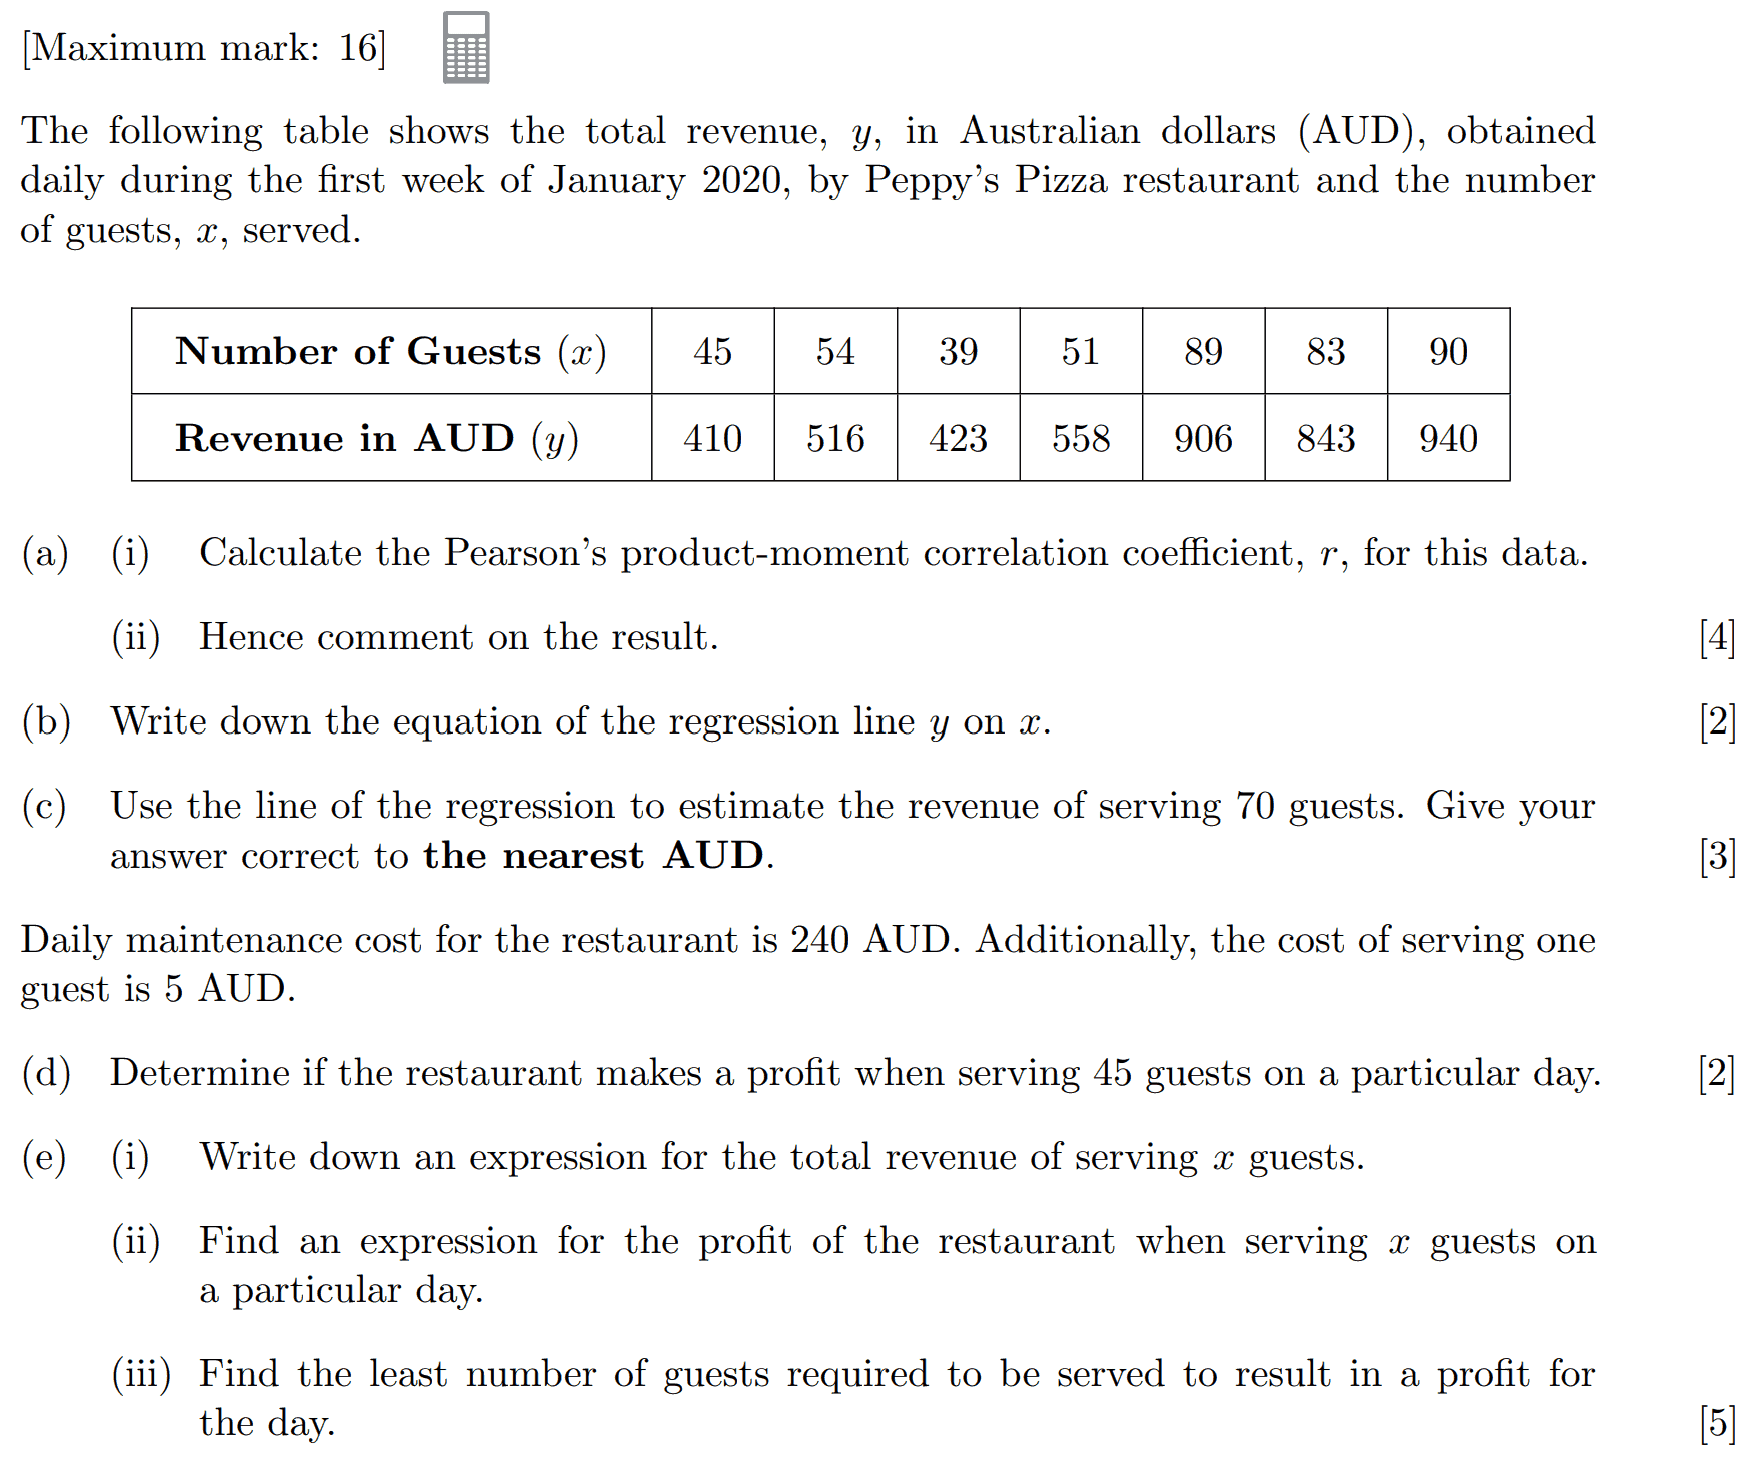 [Maximum mark: 16]
The following table shows the total revenue, y, in Australian dollars (AUD), obtained
daily during the first week of January 2020, by Peppy's Pizza restaurant and the number
of guests, x, served.
Number of Guests (x) 45 54 39 51 89 83 90
Revenue in AUD (y) 410 516 423 558 906 843 940
(a) (i) Calculate the Pearson's product-moment correlation coefficient, r, for this data.
(ii) Hence comment on the result. [4]
(b) Write down the equation of the regression line y on x. [2]
(c) Use the line of the regression to estimate the revenue of serving 70 guests. Give your
answer correct to the nearest AUD. [3]
Daily maintenance cost for the restaurant is 240 AUD. Additionally, the cost of serving one
guest is 5 AUD.
(d) Determine if the restaurant makes a profit when serving 45 guests on a particular day. [2]
(e) (i) Write down an expression for the total revenue of serving x guests.
(ii) Find an expression for the profit of the restaurant when serving x guests on
a particular day.
(iii) Find the least number of guests required to be served to result in a profit for
the day. [5]